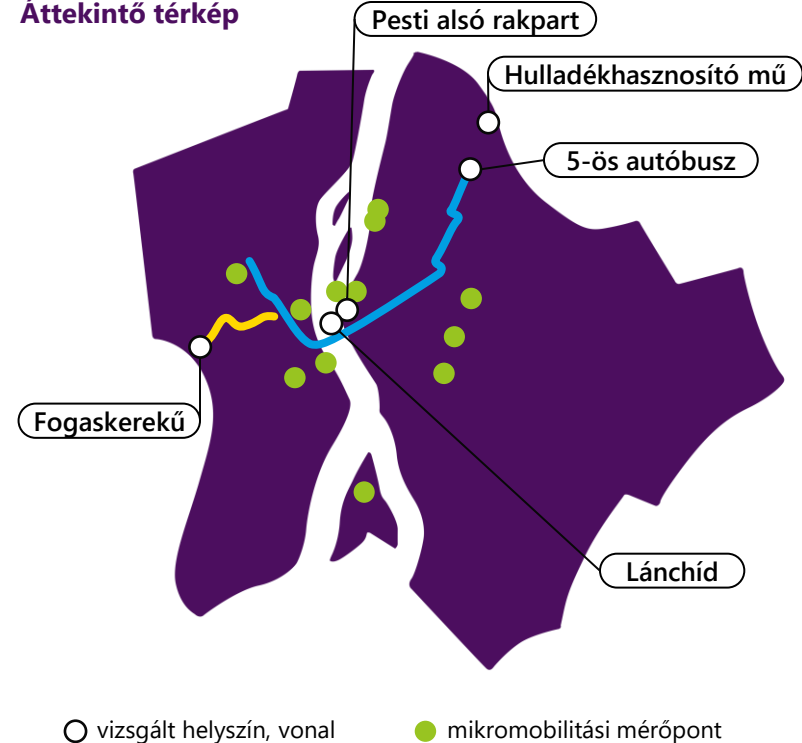 Áttekintő térkép
Pesti alsó rakpart
Hulladékhasznosító mű
5-ös autóbusz
Fogaskerekű
Lánchíd
vizsgált helyszín, vonal
mikromobilitási mérőpont